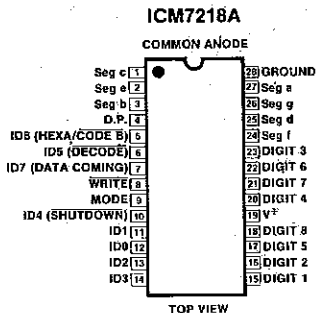 ICM7218A
COMMON ANODE
Seg c 1
Seg e 2
Seg b 3
D.P. 4
ID6 (HEXA/CODE B) 5
ID5 (DECODE) 6
ID7 (DATA COMING) 7
WRITE 8
MODE 9
ID4 (SHUTDOWN) 10
ID1 11
ID0 12
ID2 13
ID3 14
28 GROUND
27 Seg a
26 Seg g
25 Seg d
24 Seg f
23 DIGIT 3
22 DIGIT 6
21 DIGIT 7
20 DIGIT 4
19 V+
18 DIGIT 8
17 DIGIT 5
16 DIGIT 2
15 DIGIT 1
TOP VIEW